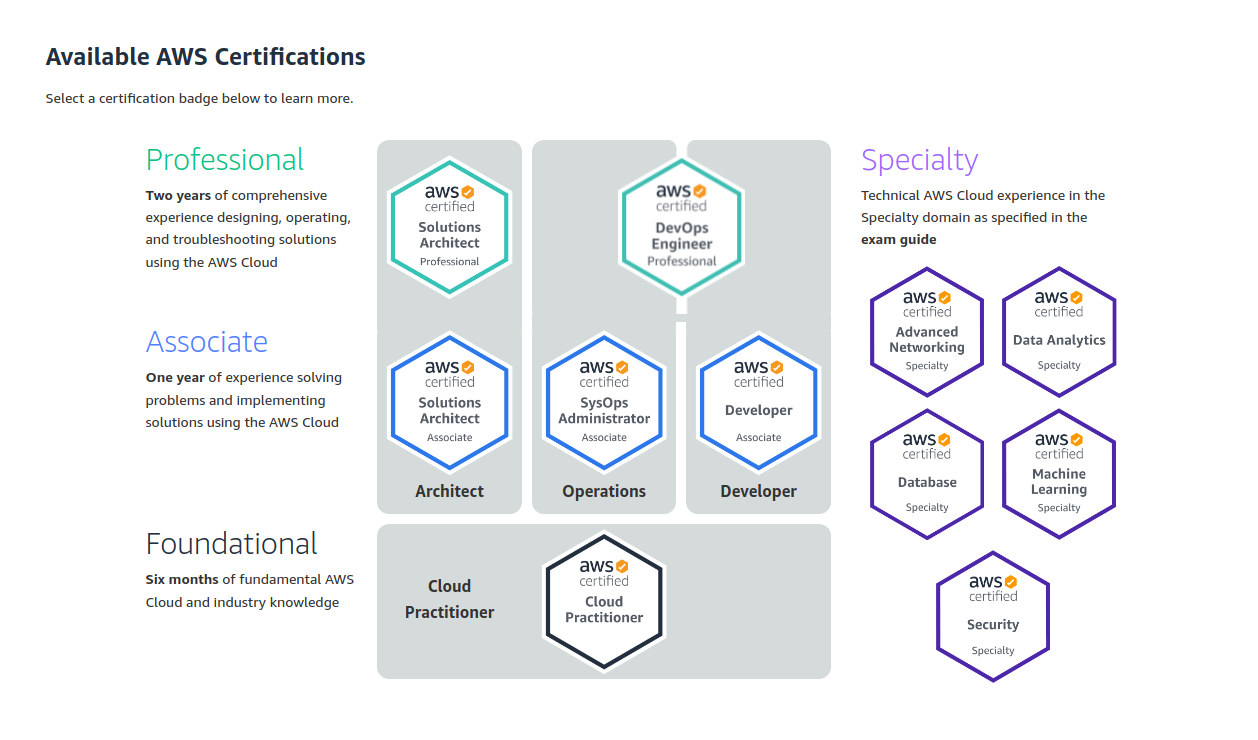 Available AWS Certifications
Select a certification badge below to learn more.
Professional
Two years of comprehensive
experience designing, operating,
and troubleshooting solutions
using the AWS Cloud
aws
certified
Solutions
Architect
Professional
aws
certified
DevOps
Engineer
Professional
Associate
One year of experience solving
problems and implementing
solutions using the AWS Cloud
aws
certified
Solutions
Architect
Associate
Architect
aws
certified
SysOps
Administrator
Associate
Operations
aws
certified
Developer
Associate
Developer
Foundational
Six months of fundamental AWS
Cloud and industry knowledge
Cloud
Practitioner
aws
certified
Cloud
Practitioner
Specialty
Technical AWS Cloud experience in the
Specialty domain as specified in the
exam guide
aws
certified
Advanced
Networking
Specialty
aws
certified
Data Analytics
Specialty
aws
certified
Database
Specialty
aws
certified
Machine
Learning
Specialty
aws
certified
Security
Specialty